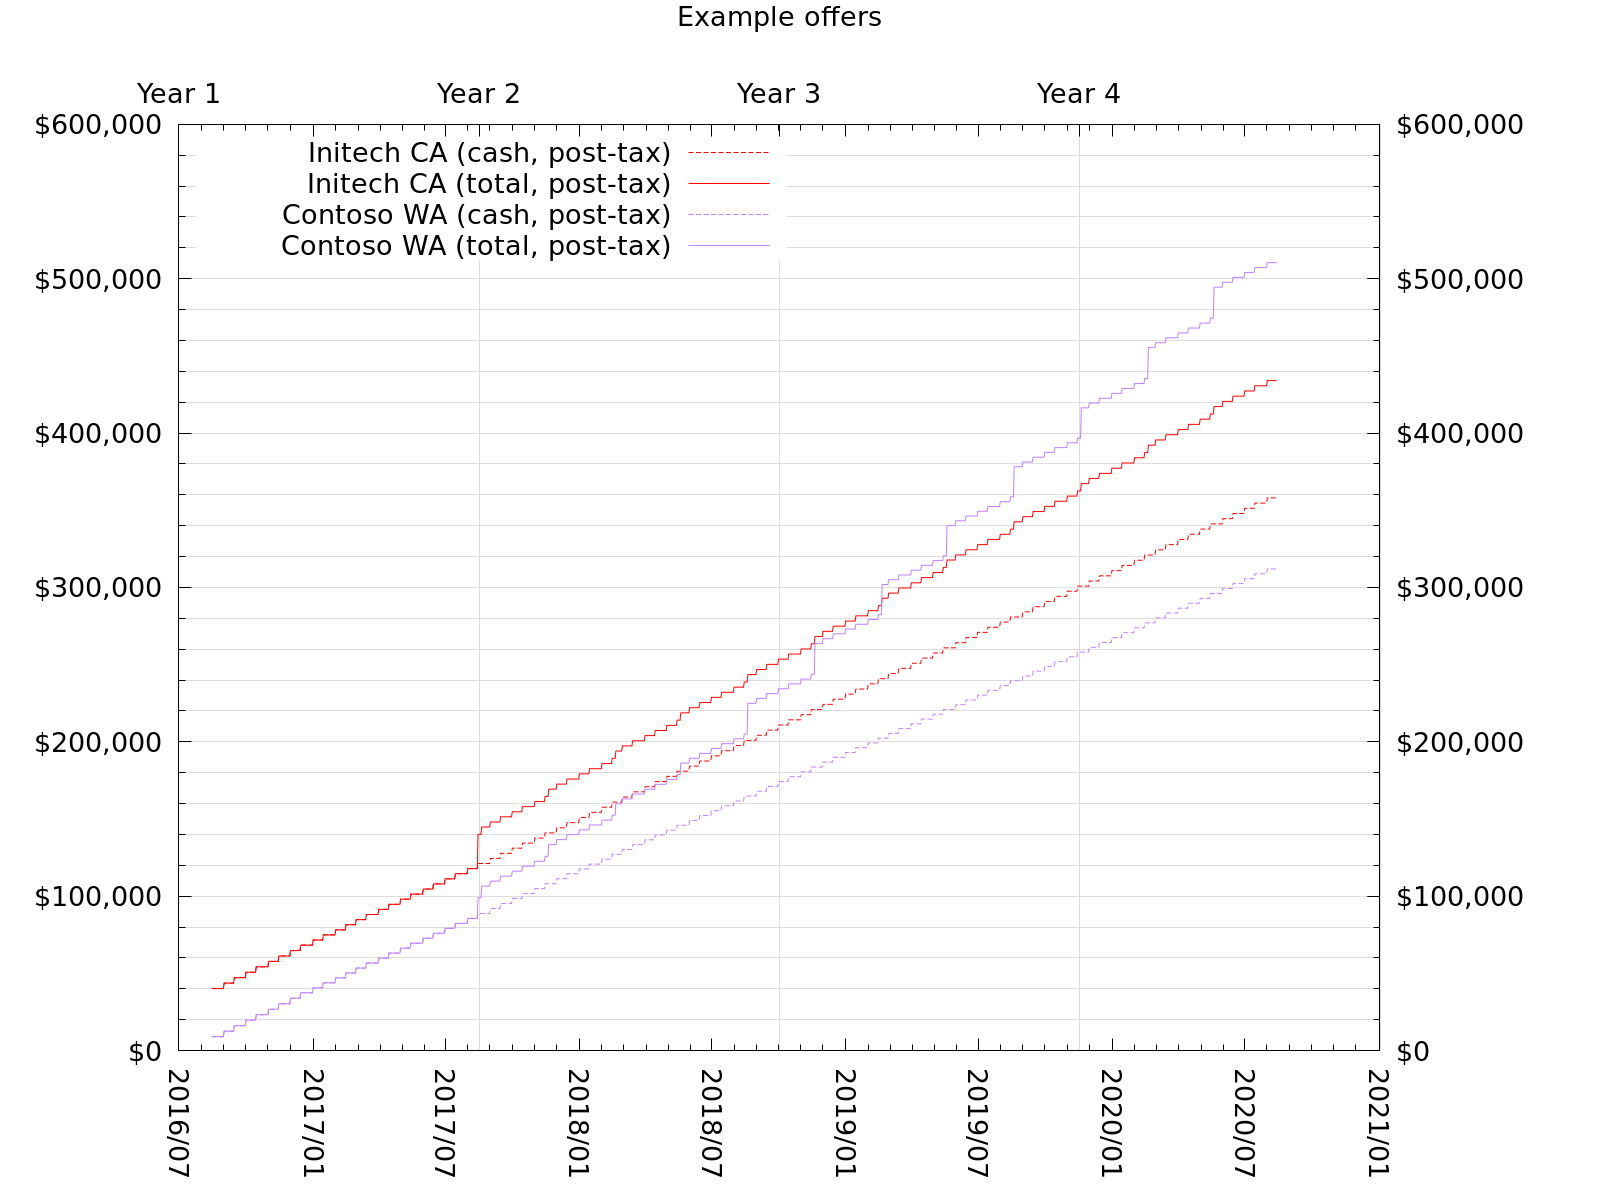 Example offers
Year 1 Year 2 Year 3 Year 4
$600,000 $600,000
Initech CA (cash, post-tax)
Initech CA (total, post-tax)
Contoso WA (cash, post-tax)
Contoso WA (total, post-tax)
$500,000 $500,000
$400,000 $400,000
$300,000 $300,000
$200,000 $200,000
$100,000 $100,000
$0 $0
2016/07 2017/01 2017/07 2018/01 2018/07 2019/01 2019/07 2020/01 2020/07 2021/01